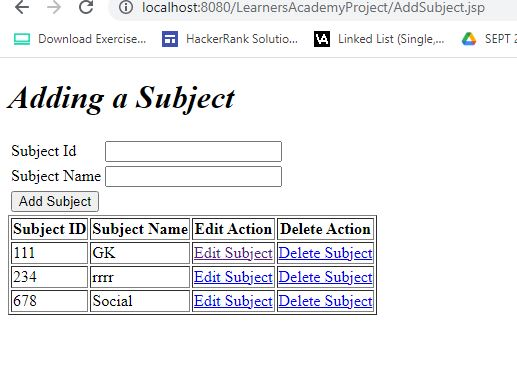 localhost:8080/LearnersAcademyProject/AddSubject.jsp
Download Exercise... HackerRank Solutio... Linked List (Single,... SEPT 2
Adding a Subject
Subject Id
Subject Name
Add Subject
Subject ID Subject Name Edit Action Delete Action
111 GK Edit Subject Delete Subject
234 rrrr Edit Subject Delete Subject
678 Social Edit Subject Delete Subject